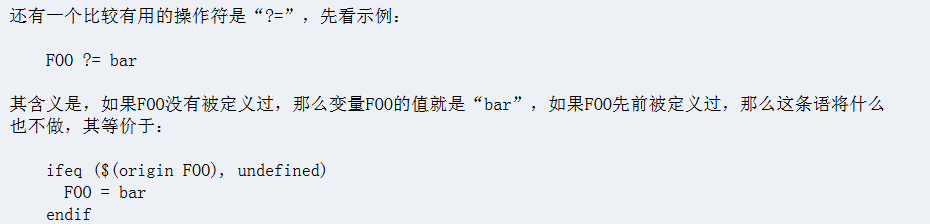 还有一个比较有用的操作符是“?=”，先看示例：
FOO ?= bar
其含义是，如果FOO没有被定义过，那么变量FOO的值就是“bar”，如果FOO先前被定义过，那么这条语将什么
也不做，其等价于：
ifeq ($(origin FOO), undefined)
FOO = bar
endif